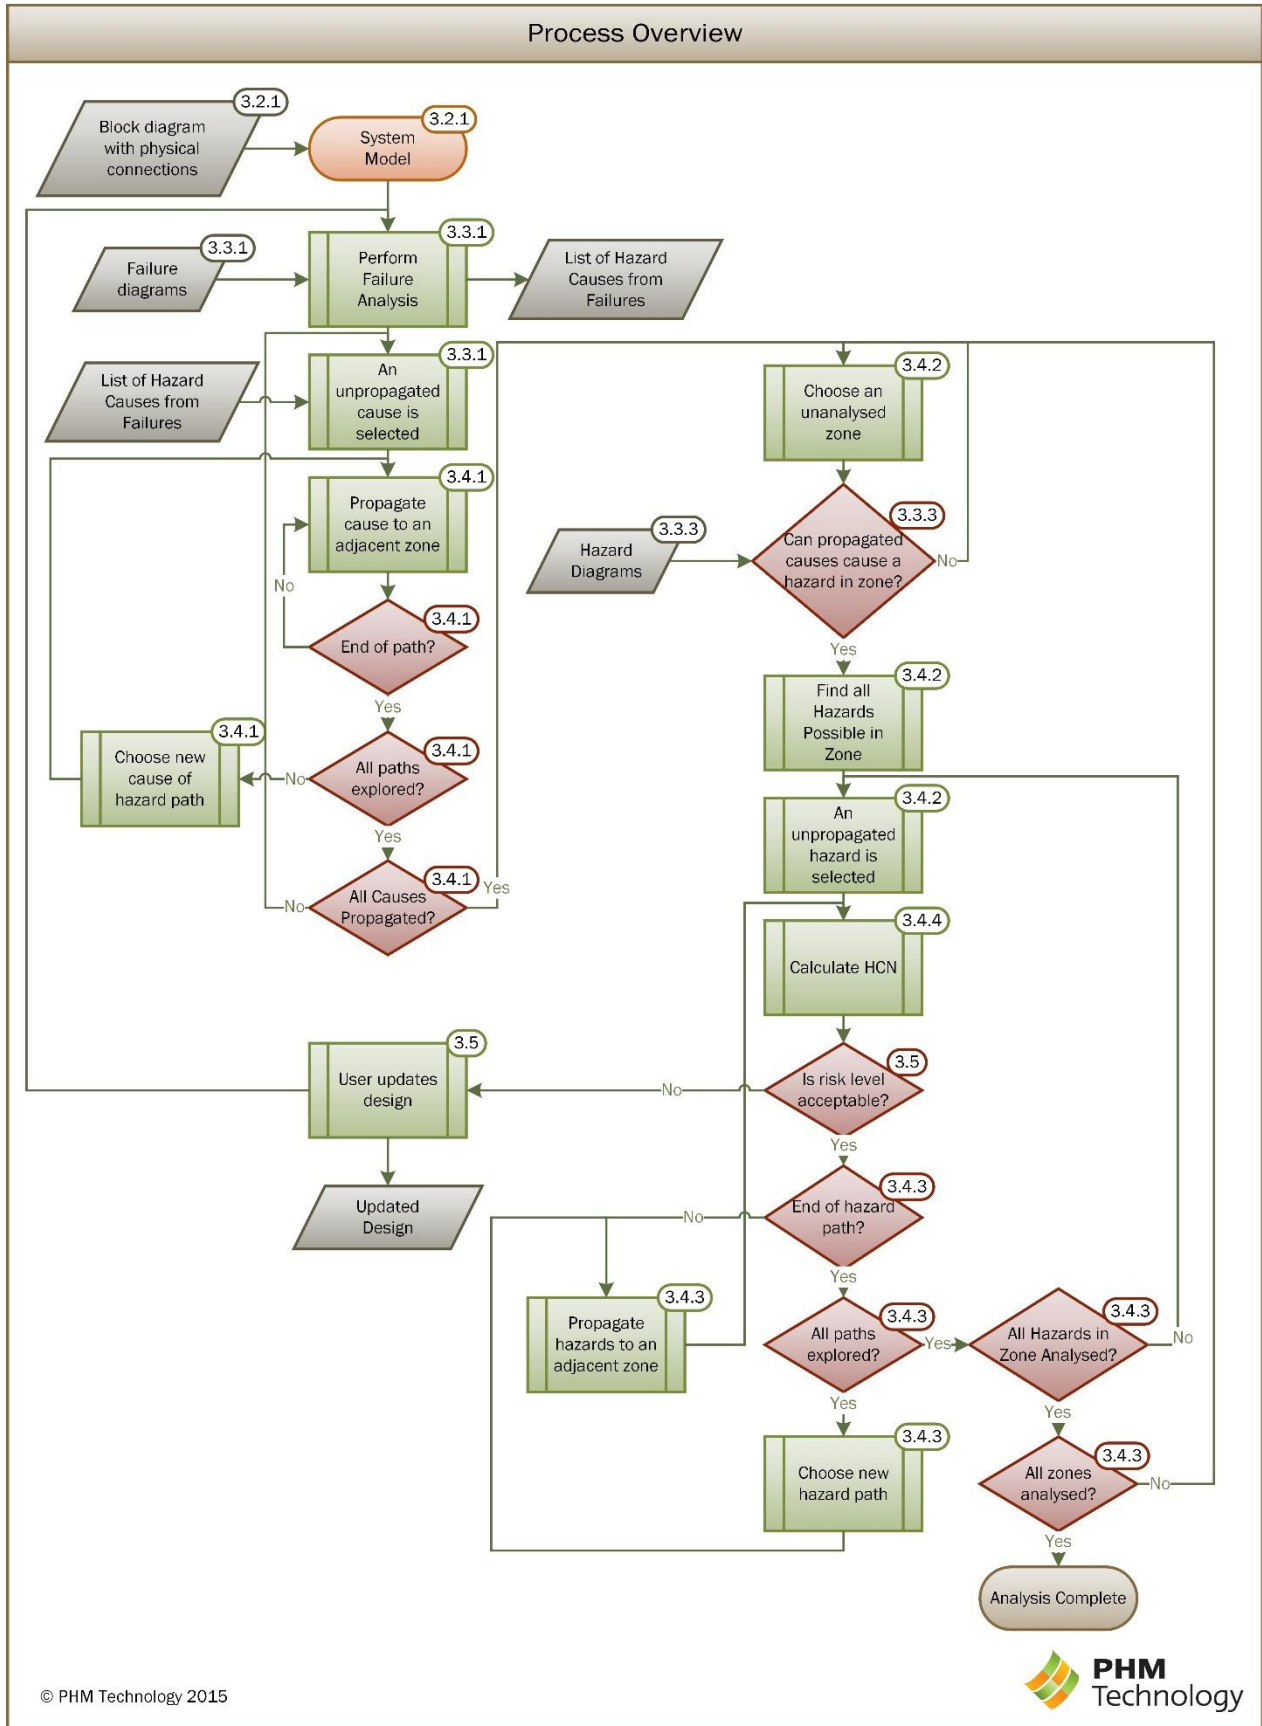 Process Overview
3.2.1
Block diagram
with physical
connections
3.2.1
System
Model
3.3.1
Failure
diagrams
3.3.1
Perform
Failure
Analysis
List of Hazard
Causes from
Failures
List of Hazard
Causes from
Failures
3.3.1
An
unpropagated
cause is
selected
3.4.1
Propagate
cause to an
adjacent zone
No
3.4.1
End of path?
Yes
3.4.1
All paths
explored?
No
3.4.1
Choose new
cause of
hazard path
Yes
3.4.1
All Causes
Propagated?
No
Yes
3.4.2
Choose an
unanalysed
zone
3.3.3
Hazard
Diagrams
3.3.3
Can propagated
causes cause a
hazard in zone?
No
Yes
3.4.2
Find all
Hazards
Possible in
Zone
3.4.2
An
unpropagated
hazard is
selected
3.4.4
Calculate HCN
3.5
Is risk level
acceptable?
No
3.5
User updates
design
Updated
Design
Yes
3.4.3
End of hazard
path?
No
3.4.3
Propagate
hazards to an
adjacent zone
Yes
3.4.3
All paths
explored?
Yes
3.4.3
All Hazards in
Zone Analysed?
No
Yes
3.4.3
Choose new
hazard path
Yes
3.4.3
All zones
analysed?
No
Yes
Analysis Complete
© PHM Technology 2015
PHM
Technology